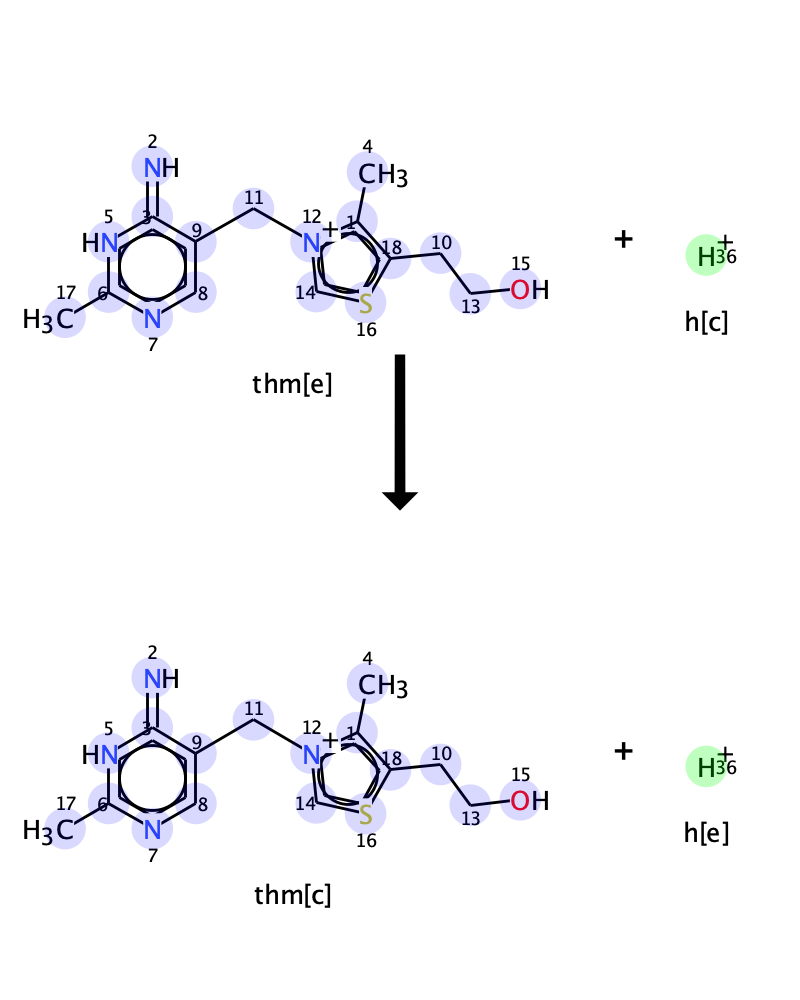 4
2
CH3
NH
11
5 3 9 12 + 1
HN N 18 10 15 + +
17 6 8 14 OH H36
H3C N S 13
7 16 h[c]
thm[e]
4
2
CH3
NH
11
5 3 9 12 + 1
HN N 18 10 15 + +
17 6 8 14 OH H36
H3C N S 13
7 16 h[e]
thm[c]